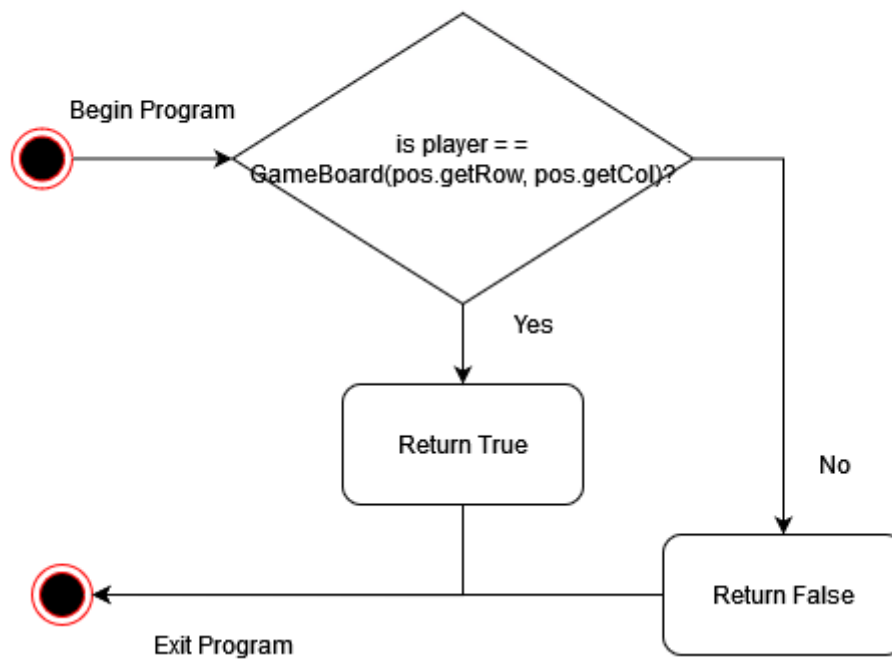 Begin Program
is player = =
GameBoard(pos.getRow, pos.getCol)?
Yes
Return True
No
Return False
Exit Program